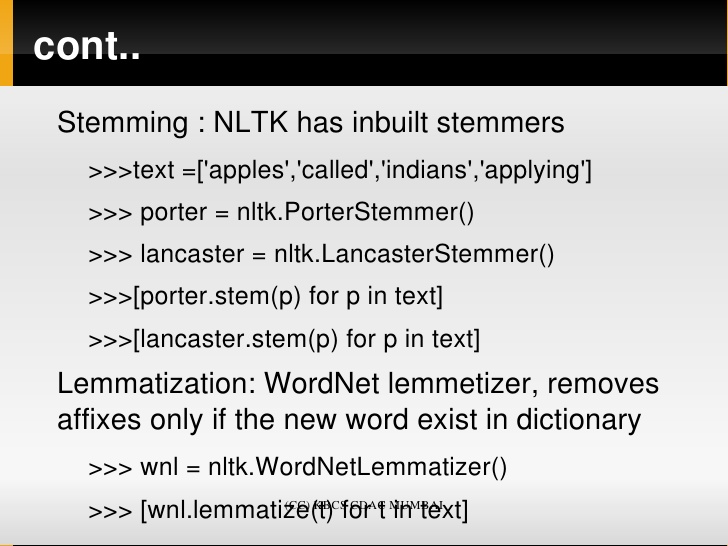 cont..
Stemming : NLTK has inbuilt stemmers
>>>text =['apples','called','indians','applying']
>>> porter = nltk.PorterStemmer()
>>> lancaster = nltk.LancasterStemmer()
>>>[porter.stem(p) for p in text]
>>>[lancaster.stem(p) for p in text]
Lemmatization: WordNet lemmetizer, removes
affixes only if the new word exist in dictionary
>>> wnl = nltk.WordNetLemmatizer()
(CC) KBCS CDAC MUMBAI
>>> [wnl.lemmatize(t) for t in text]